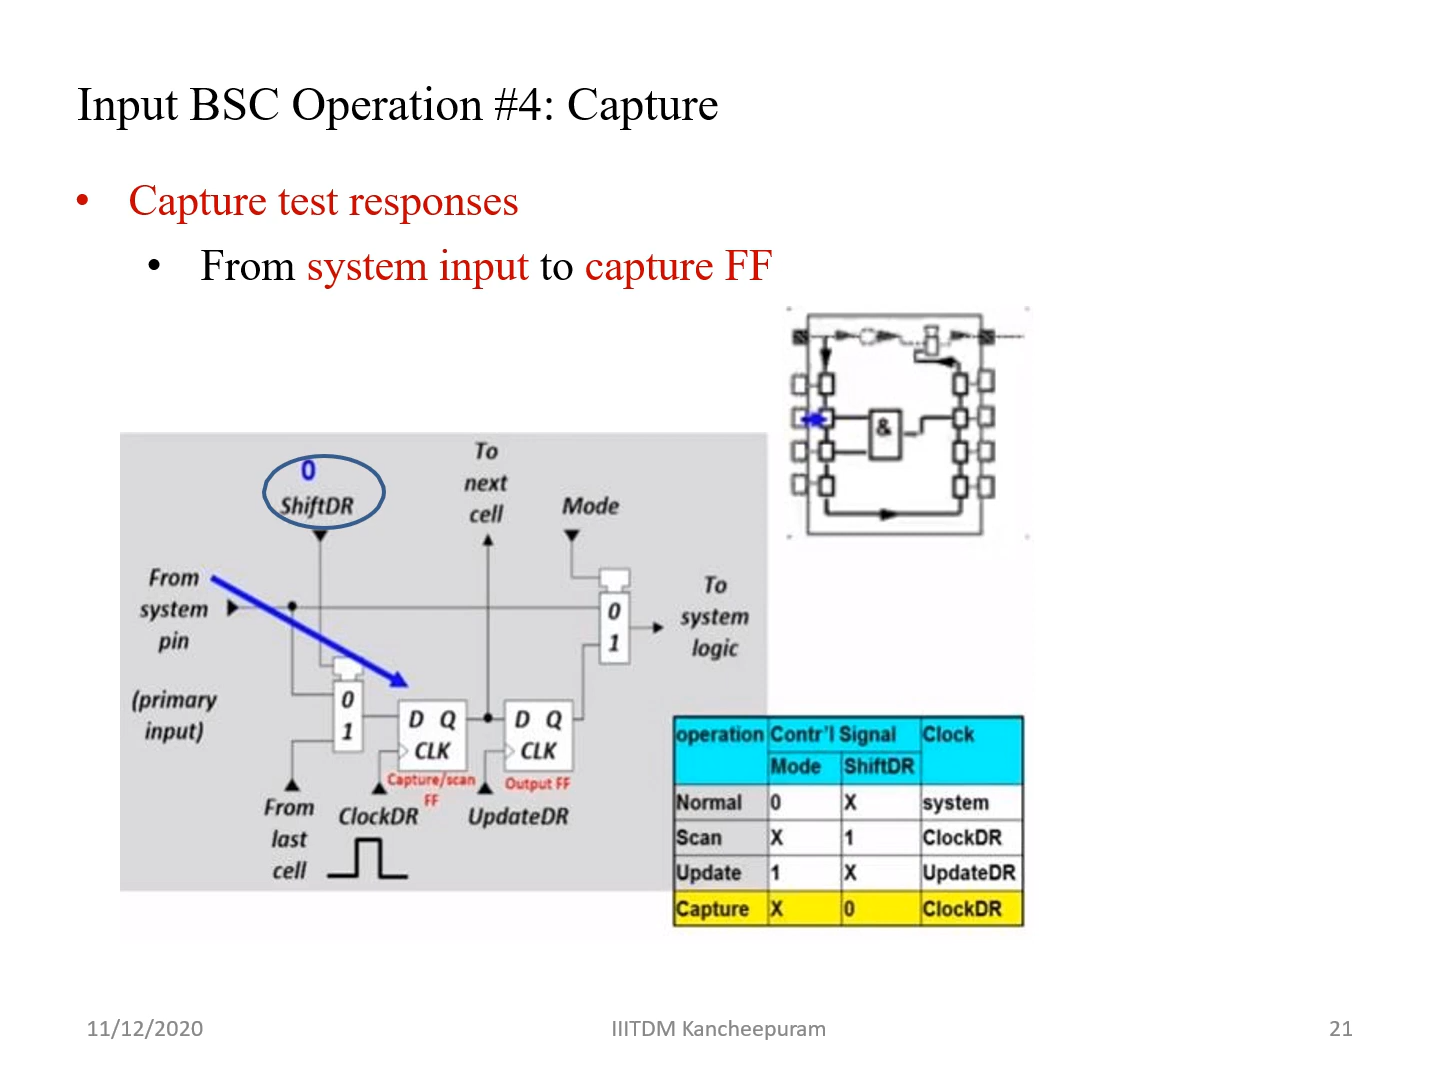 Input BSC Operation #4: Capture
• Capture test responses
• From system input to capture FF
&
0
ShiftDR
To
next
cell
Mode
From
system
pin
(primary
input)
0
1
To
system
logic
0
1
D Q
CLK
D Q
CLK
Capture/scan
FF
Output FF
From
last
cell
ClockDR
UpdateDR
operation Contr'l Signal Clock
Mode ShiftDR
Normal 0 X system
Scan X 1 ClockDR
Update 1 X UpdateDR
Capture X 0 ClockDR
11/12/2020 IIITDM Kancheepuram 21